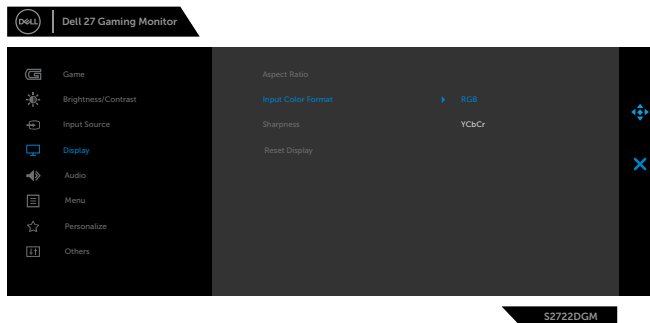 DELL
Dell 27 Gaming Monitor
Game
Aspect Ratio
Brightness/Contrast
Input Color Format
RGB
Input Source
Sharpness
YCbCr
Display
Reset Display
Audio
Menu
Personalize
Others
S2722DGM